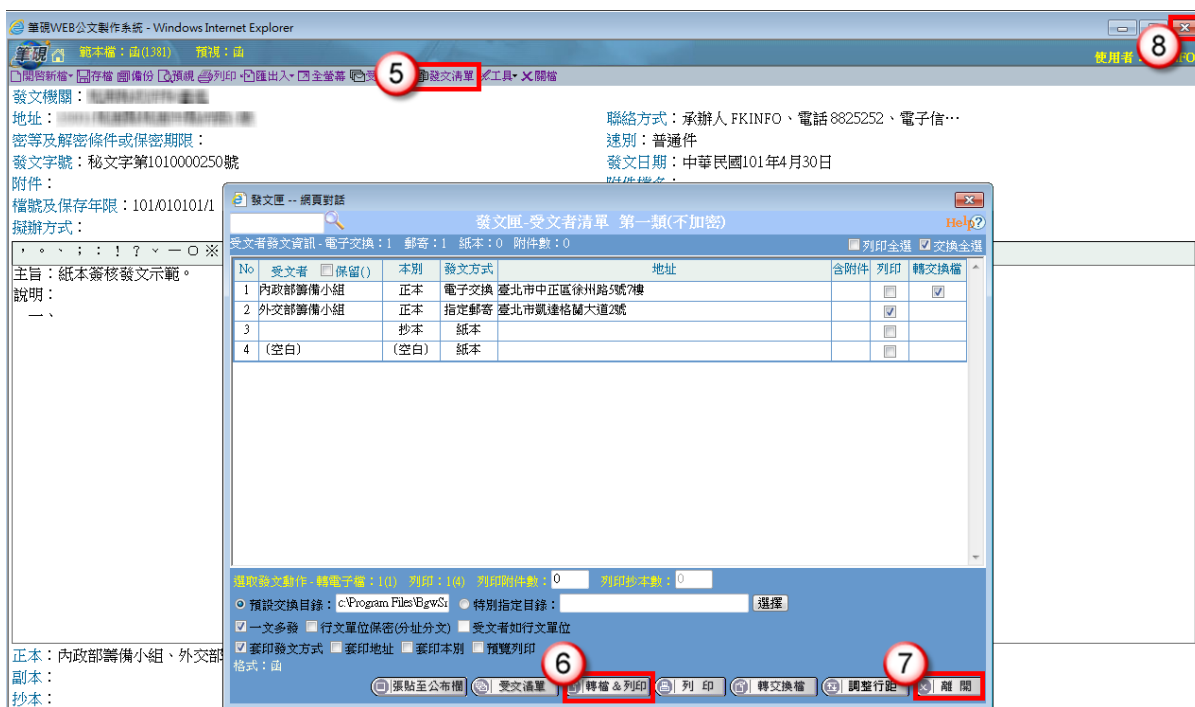 筆硯WEB公文製作系統 - Windows Internet Explorer
8
筆硯 範本檔：函(1381) 預視：函
使用者：
開啓新檔 存檔 備份 預視 列印 匯出入 全螢幕 受
5
發文清單 工具 關檔
發文機關：
地址：
聯絡方式：承辦人 FKINFO、電話 8825252、電子信…
密等及解密條件或保密期限：
速別：普通件
發文字號：秘文字第1010000250號
發文日期：中華民國101年4月30日
附件：
檔號及保存年限：101/010101/1
擬辦方式：
，。、；：！？ˇ－○※
主旨：紙本簽核發文示範。
說明：
一、
發文匣 -- 網頁對話
發文匣-受文者清單 第一類(不加密)
Help?
受文者發文資訊 - 電子交換：1 郵寄：1 紙本：0 附件數：0
列印全選 交換全選
No 受文者 保留() 本別 發文方式 地址 含附件 列印 轉交換檔
1 內政部籌備小組 正本 電子交換 臺北市中正區徐州路5號7樓
2 外交部籌備小組 正本 指定郵寄 臺北市凱達格蘭大道2號
3 抄本 紙本
4 (空白) (空白) 紙本
選取發文動作 - 轉電子檔：1(1) 列印：1(4) 列印附件數：0 列印抄本數：0
預設交換目錄：c:\Program Files\BgwSr 特別指定目錄： 選擇
一文多發 行文單位保密(分址分文) 受文者如行文單位
套印發文方式 套印地址 套印本別 預覽列印
格式：函
6
7
張貼至公布欄 受文清單 轉檔&列印 列 印 轉交換檔 調整行距 離 開
正本：內政部籌備小組、外交部
副本：
抄本：